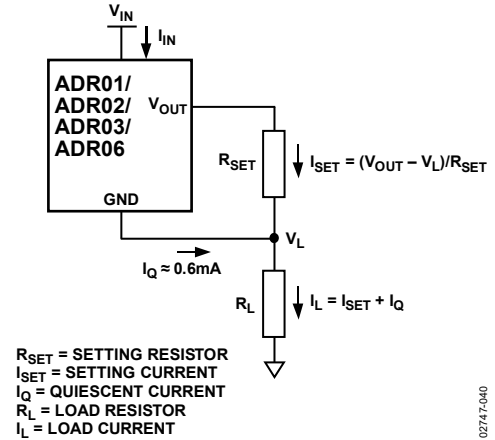 V_IN
I_IN
ADR01/
ADR02/
ADR03/
ADR06
V_OUT
GND
R_SET
I_SET = (V_OUT – V_L)/R_SET
V_L
I_Q ≈ 0.6mA
R_L
I_L = I_SET + I_Q
R_SET = SETTING RESISTOR
I_SET = SETTING CURRENT
I_Q = QUIESCENT CURRENT
R_L = LOAD RESISTOR
I_L = LOAD CURRENT
02747-040